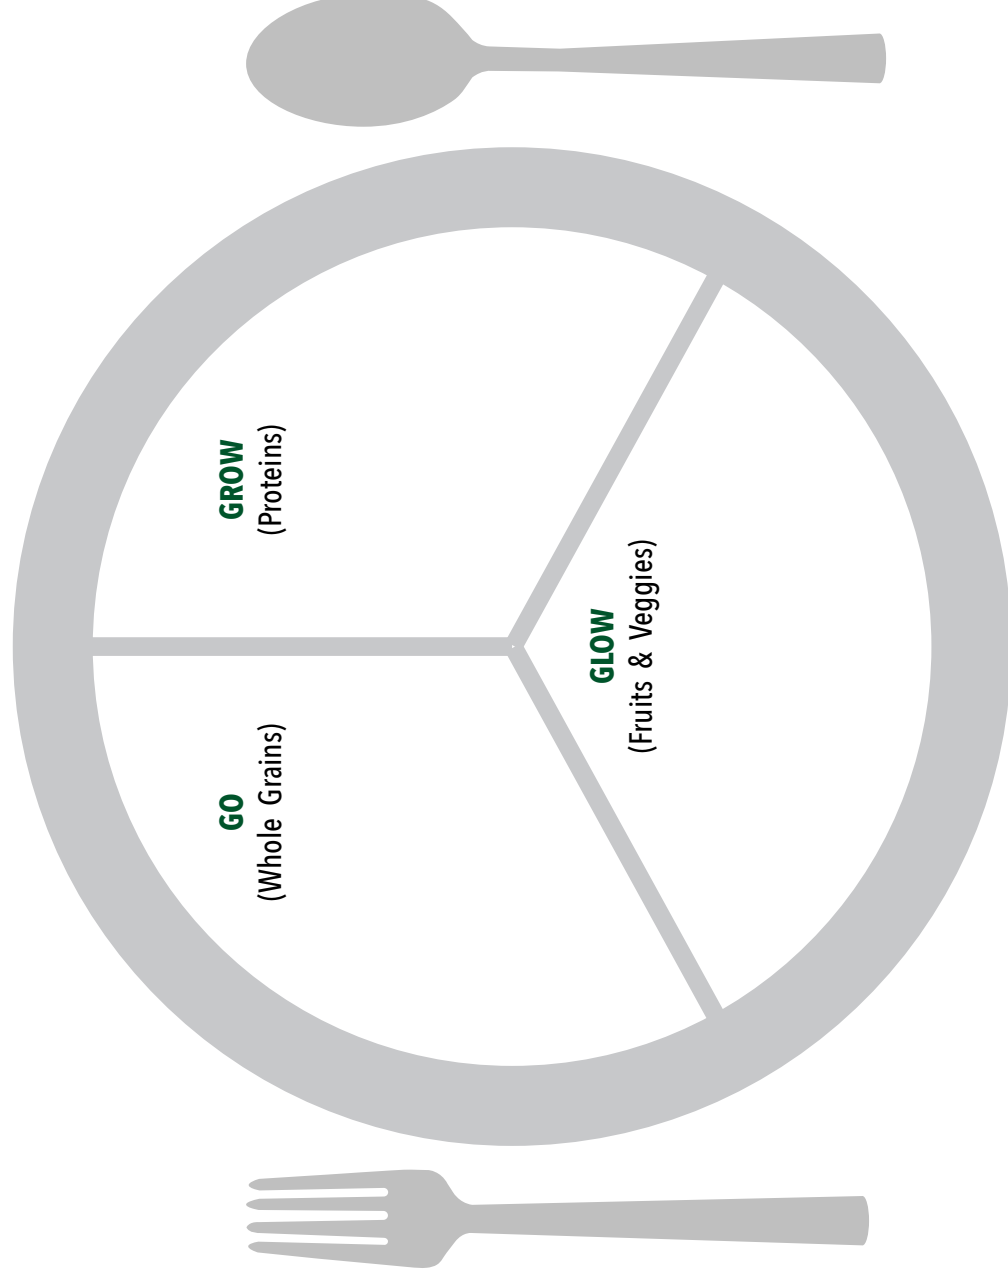 GO
(Whole Grains)
GROW
(Proteins)
GLOW
(Fruits & Veggies)